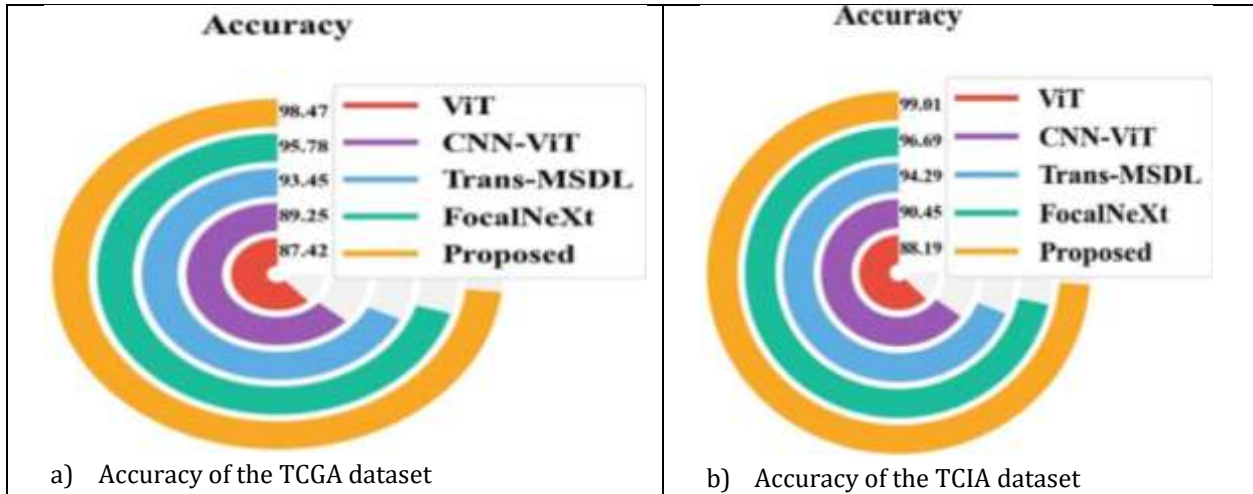 Accuracy
98.47 ViT
95.78 CNN-ViT
93.45 Trans-MSDL
89.25 FocalNeXt
87.42 Proposed
a) Accuracy of the TCGA dataset
Accuracy
99.01 ViT
96.69 CNN-ViT
94.29 Trans-MSDL
90.45 FocalNeXt
88.19 Proposed
b) Accuracy of the TCIA dataset